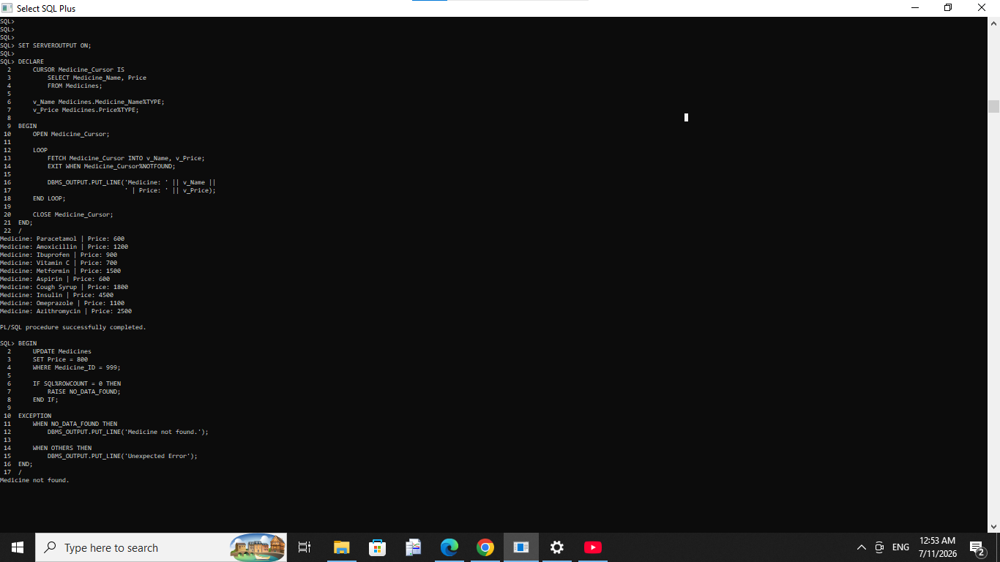 Select SQL Plus
SQL>
SQL>
SQL>
SQL> SET SERVEROUTPUT ON;
SQL>
SQL> DECLARE
  2      CURSOR Medicine_Cursor IS
  3          SELECT Medicine_Name, Price
  4          FROM Medicines;
  5
  6      v_Name Medicines.Medicine_Name%TYPE;
  7      v_Price Medicines.Price%TYPE;
  8
  9  BEGIN
 10      OPEN Medicine_Cursor;
 11
 12      LOOP
 13          FETCH Medicine_Cursor INTO v_Name, v_Price;
 14          EXIT WHEN Medicine_Cursor%NOTFOUND;
 15
 16          DBMS_OUTPUT.PUT_LINE('Medicine: ' || v_Name ||
 17                               ' | Price: ' || v_Price);
 18      END LOOP;
 19
 20      CLOSE Medicine_Cursor;
 21  END;
 22  /
Medicine: Paracetamol | Price: 600
Medicine: Amoxicillin | Price: 1200
Medicine: Ibuprofen | Price: 900
Medicine: Vitamin C | Price: 700
Medicine: Metformin | Price: 1500
Medicine: Aspirin | Price: 600
Medicine: Cough Syrup | Price: 1800
Medicine: Insulin | Price: 4500
Medicine: Omeprazole | Price: 1100
Medicine: Azithromycin | Price: 2500
PL/SQL procedure successfully completed.
SQL> BEGIN
  2      UPDATE Medicines
  3      SET Price = 800
  4      WHERE Medicine_ID = 999;
  5
  6      IF SQL%ROWCOUNT = 0 THEN
  7          RAISE NO_DATA_FOUND;
  8      END IF;
  9
 10  EXCEPTION
 11      WHEN NO_DATA_FOUND THEN
 12          DBMS_OUTPUT.PUT_LINE('Medicine not found.');
 13
 14      WHEN OTHERS THEN
 15          DBMS_OUTPUT.PUT_LINE('Unexpected Error');
 16  END;
 17  /
Medicine not found.
Type here to search
ENG
12:53 AM
7/11/2026
2